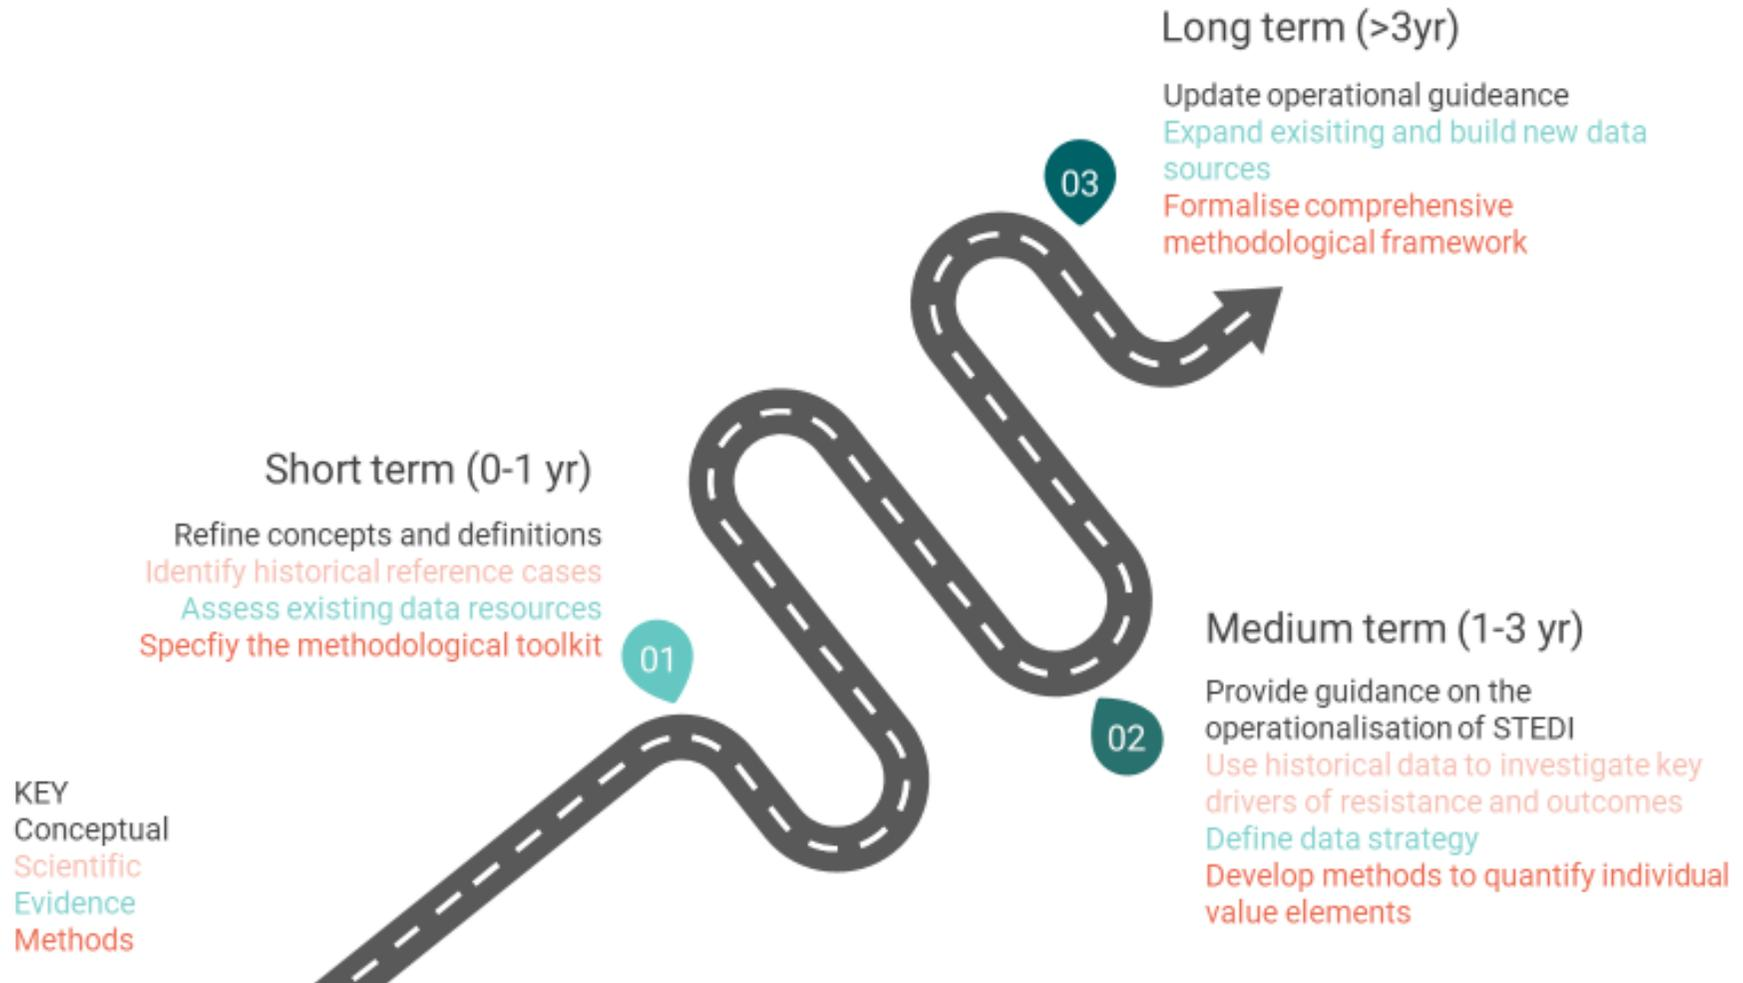 Long term (>3yr)
Update operational guideance
Expand exisiting and build new data
sources
Formalise comprehensive
methodological framework
03
Short term (0-1 yr)
Refine concepts and definitions
Identify historical reference cases
Assess existing data resources
Specfiy the methodological toolkit
01
Medium term (1-3 yr)
Provide guidance on the
operationalisation of STEDI
Use historical data to investigate key
drivers of resistance and outcomes
Define data strategy
Develop methods to quantify individual
value elements
02
KEY
Conceptual
Scientific
Evidence
Methods